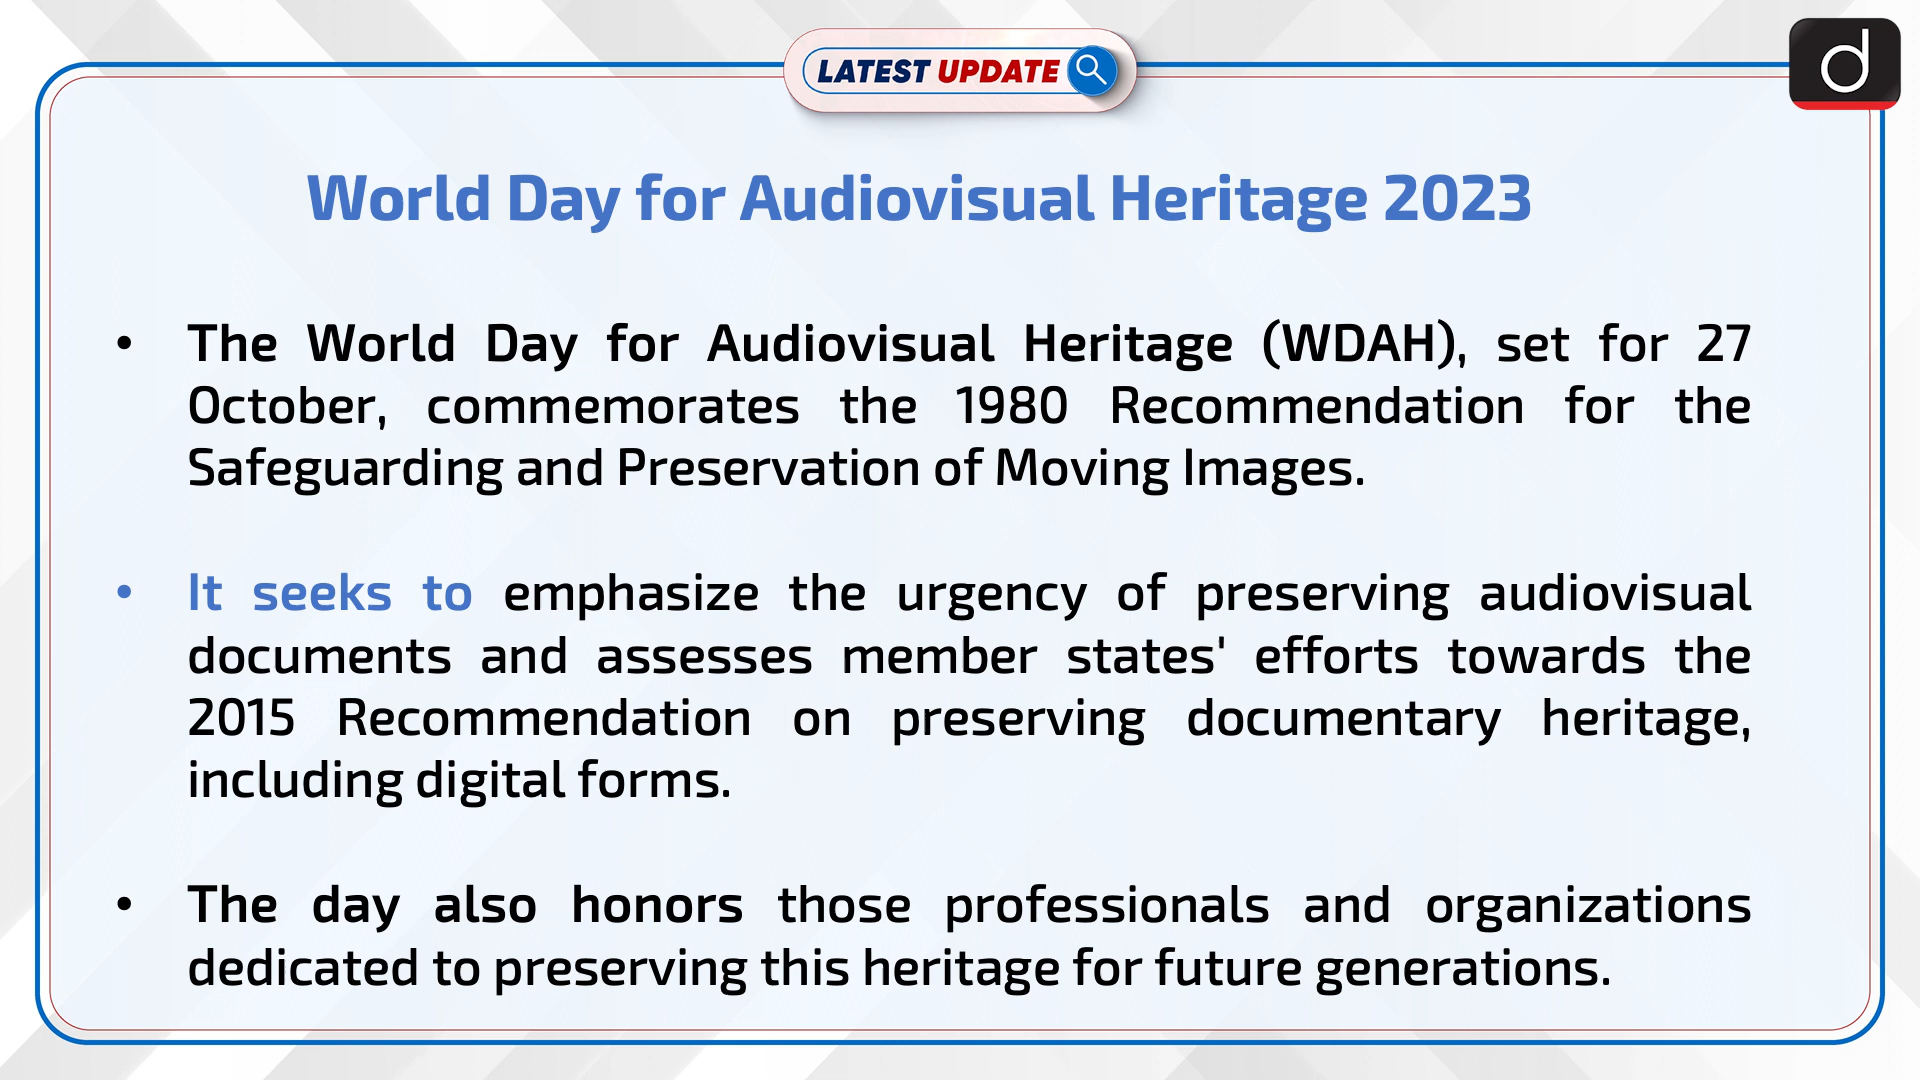 LATEST UPDATE
d
World Day for Audiovisual Heritage 2023
• The World Day for Audiovisual Heritage (WDAH), set for 27
October, commemorates the 1980 Recommendation for the
Safeguarding and Preservation of Moving Images.
• It seeks to emphasize the urgency of preserving audiovisual
documents and assesses member states' efforts towards the
2015 Recommendation on preserving documentary heritage,
including digital forms.
• The day also honors those professionals and organizations
dedicated to preserving this heritage for future generations.